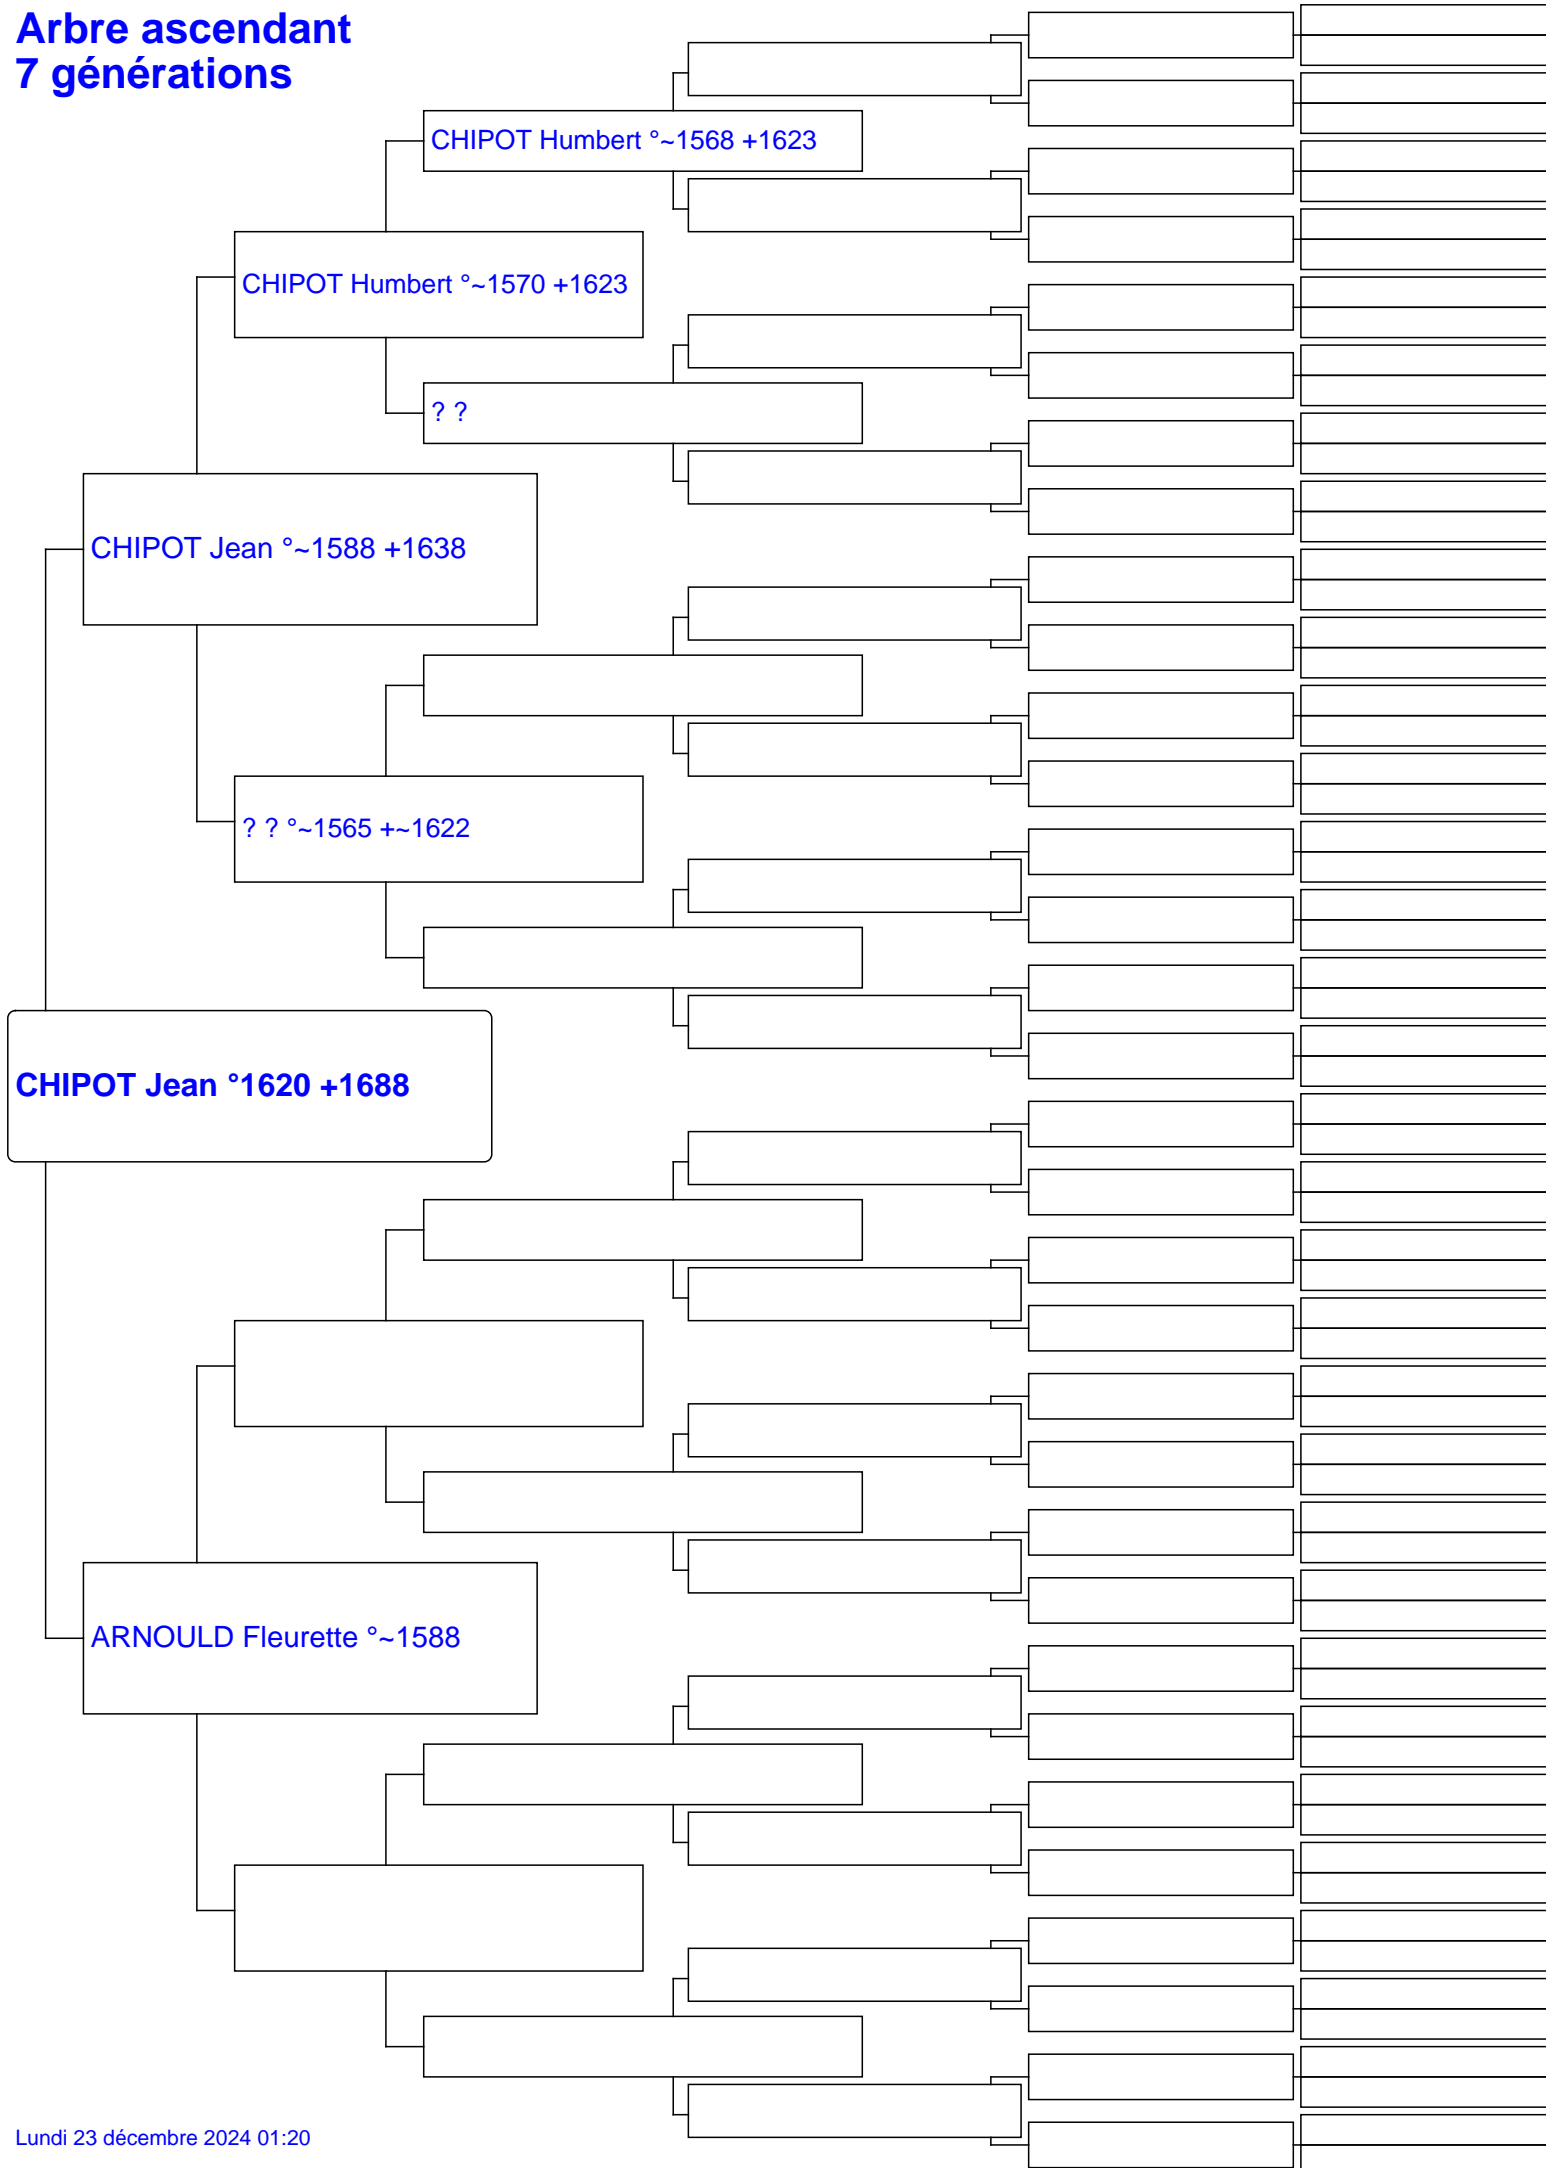 Arbre ascendant
7 générations
CHIPOT Humbert °~1568 +1623
CHIPOT Humbert °~1570 +1623
? ?
CHIPOT Jean °~1588 +1638
? ? °~1565 +~1622
CHIPOT Jean °1620 +1688
ARNOULD Fleurette °~1588
Lundi 23 décembre 2024 01:20